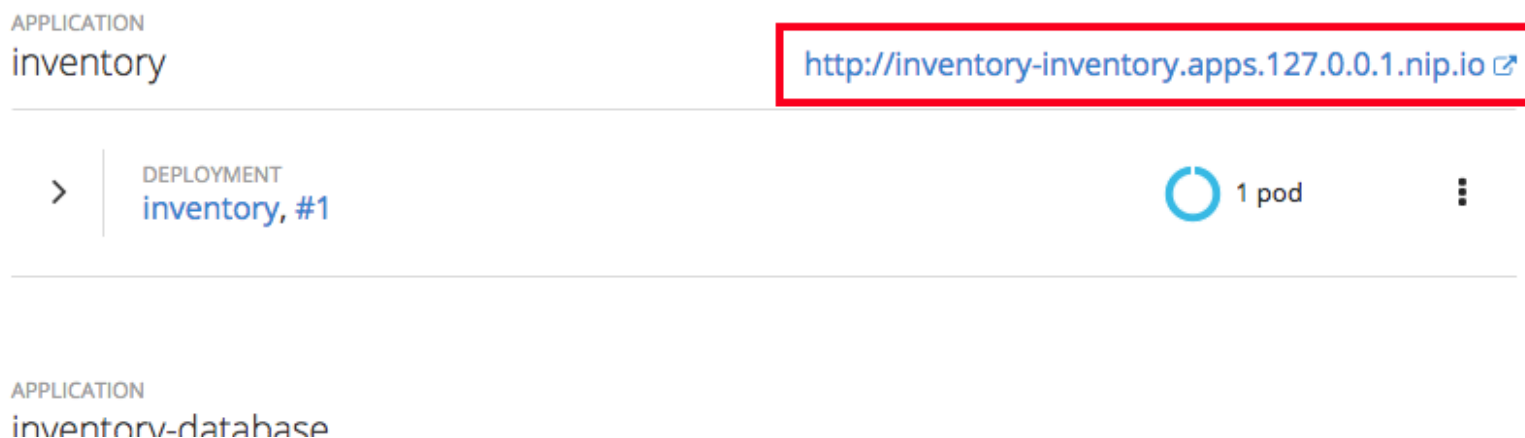 APPLICATION
inventory
http://inventory-inventory.apps.127.0.0.1.nip.io
DEPLOYMENT
inventory, #1
1 pod
APPLICATION
inventory-database